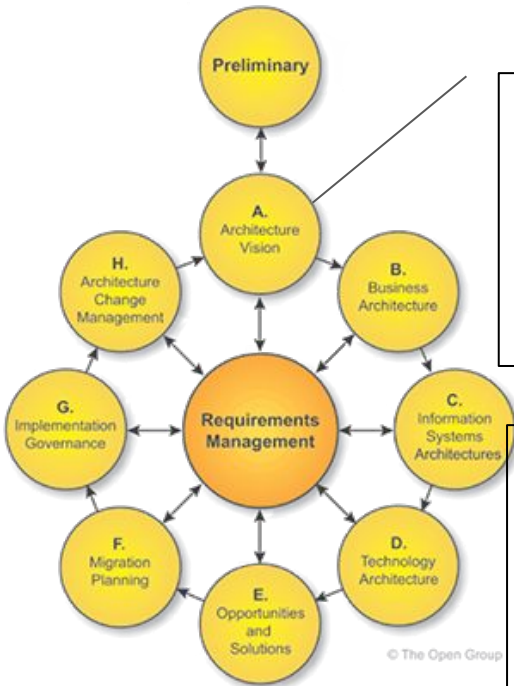 Preliminary
A.
Architecture
Vision
B.
Business
Architecture
C.
Information
Systems
Architectures
D.
Technology
Architecture
E.
Opportunities
and
Solutions
F.
Migration
Planning
G.
Implementation
Governance
H.
Architecture
Change
Management
Requirements
Management
© The Open Group